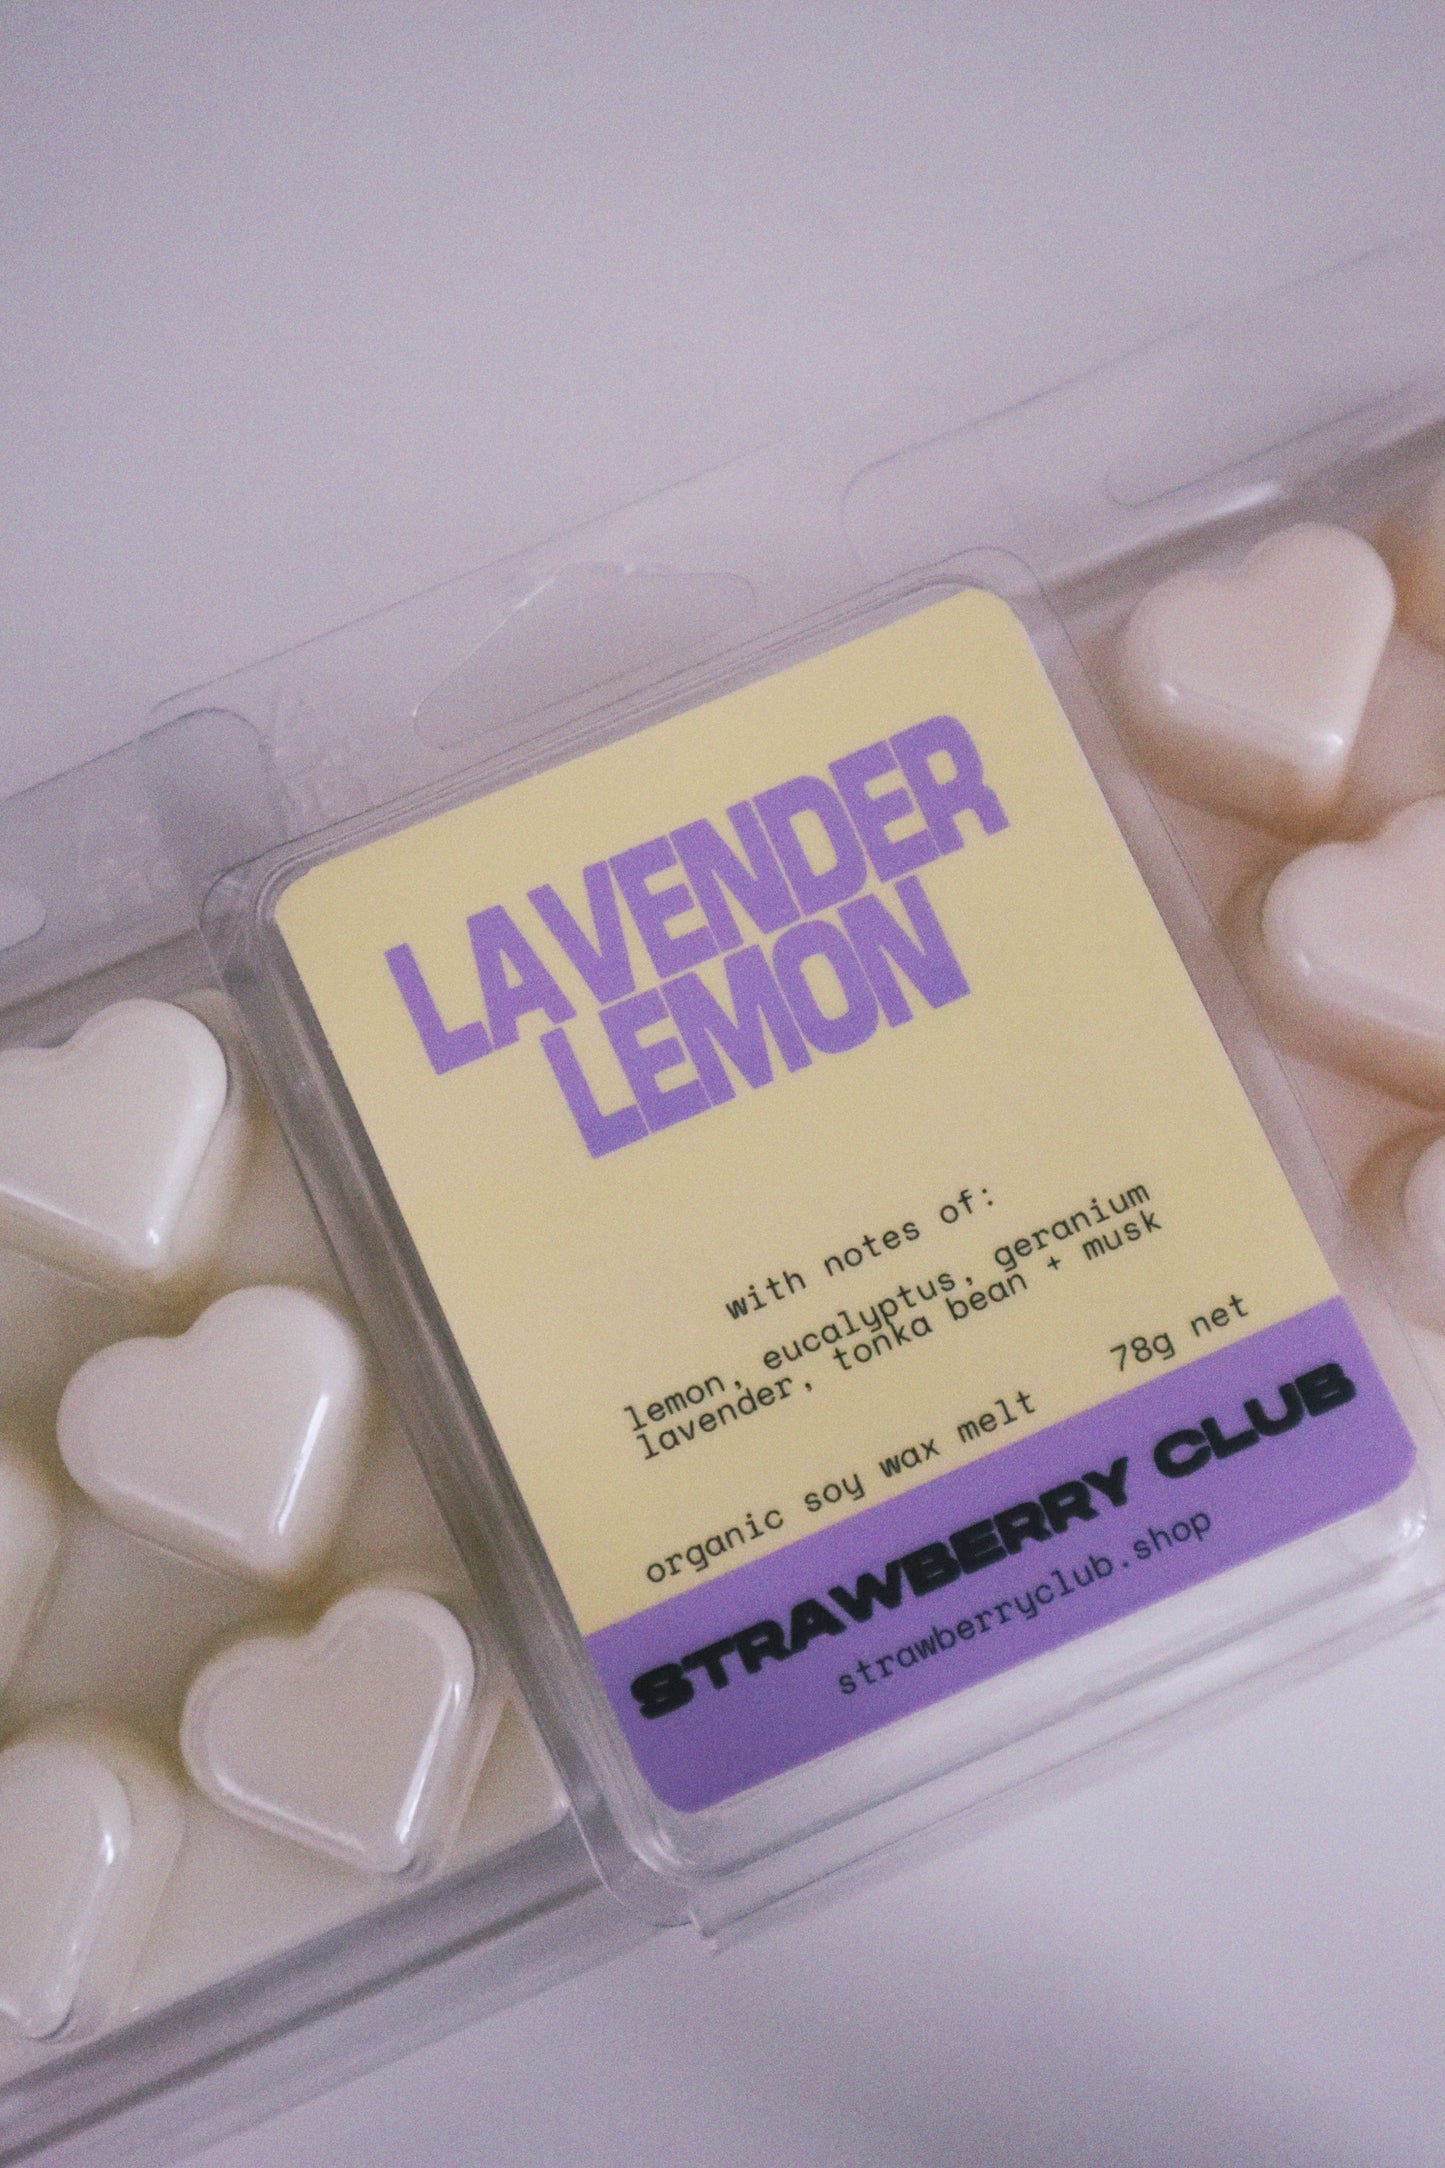 LAVENDER
LEMON
with notes of:
lemon, eucalyptus, geranium
lavender, tonka bean + musk
organic soy wax melt 78g net
STRAWBERRY CLUB
strawberryclub.shop